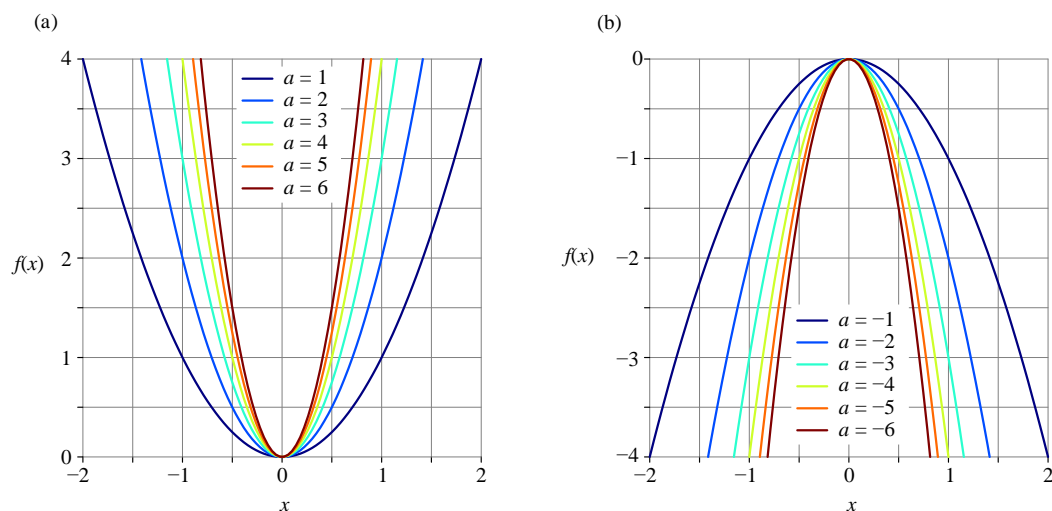 (a)
4
3
2
1
0
f(x)
−2
−1
0
1
2
x
a = 1
a = 2
a = 3
a = 4
a = 5
a = 6
(b)
0
−1
−2
−3
−4
f(x)
−2
−1
0
1
2
x
a = −1
a = −2
a = −3
a = −4
a = −5
a = −6